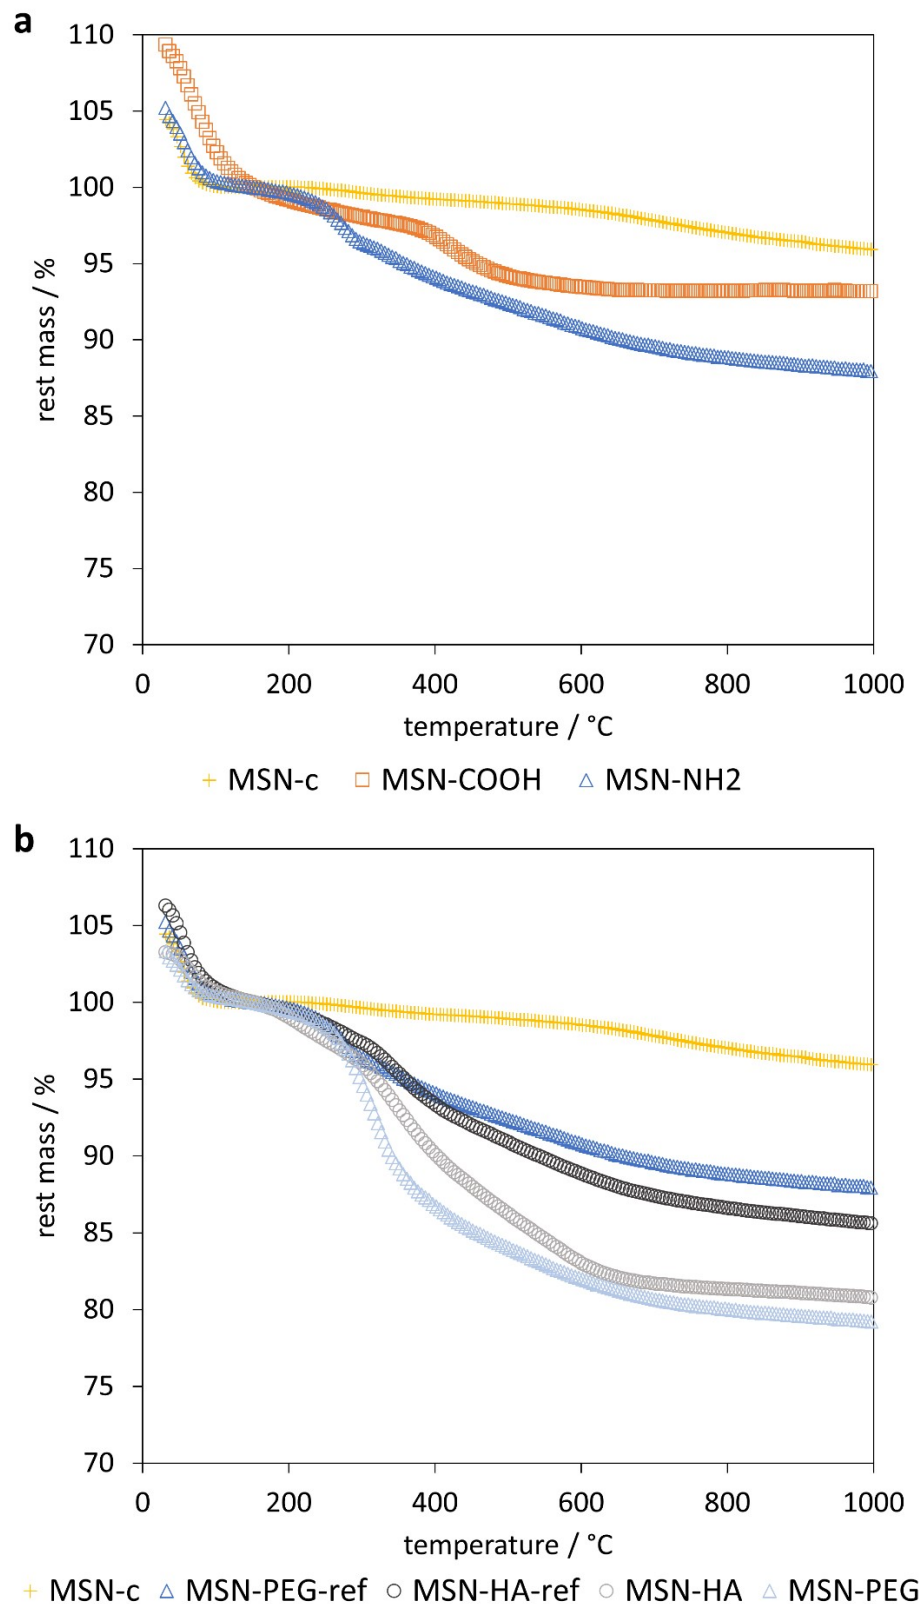 a
110
105
100
95
90
85
80
75
70
rest mass / %
0 200 400 600 800 1000
temperature / °C
MSN-c MSN-COOH MSN-NH2
b
110
105
100
95
90
85
80
75
70
rest mass / %
0 200 400 600 800 1000
temperature / °C
MSN-c MSN-PEG-ref MSN-HA-ref MSN-HA MSN-PEG